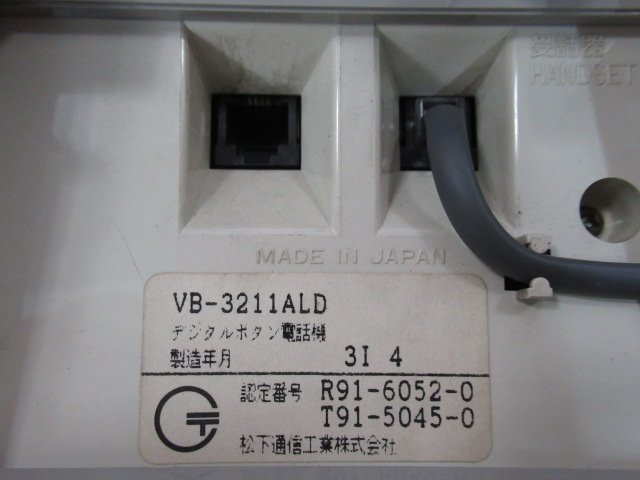 受話器
HANDSET
MADE IN JAPAN
VB-3211ALD
デジタルボタン電話機
製造年月 3I 4
認定番号 R91-6052-0
T91-5045-0
松下通信工業株式会社